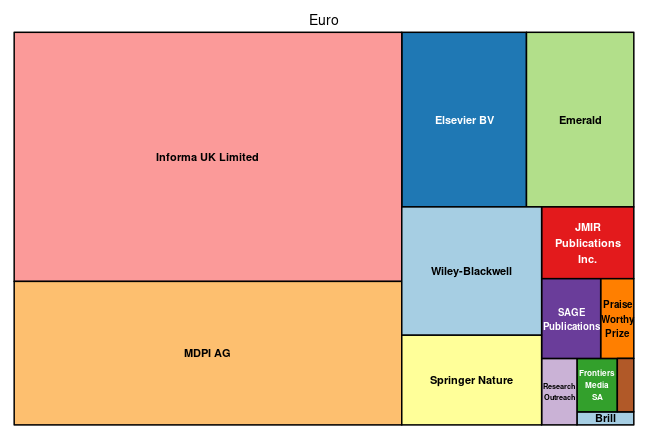 Euro
Informa UK Limited
Elsevier BV
Emerald
Wiley-Blackwell
JMIR
Publications
Inc.
SAGE
Publications
Praise
Worthy
Prize
MDPI AG
Springer Nature
Research
Outreach
Frontiers
Media
SA
Brill